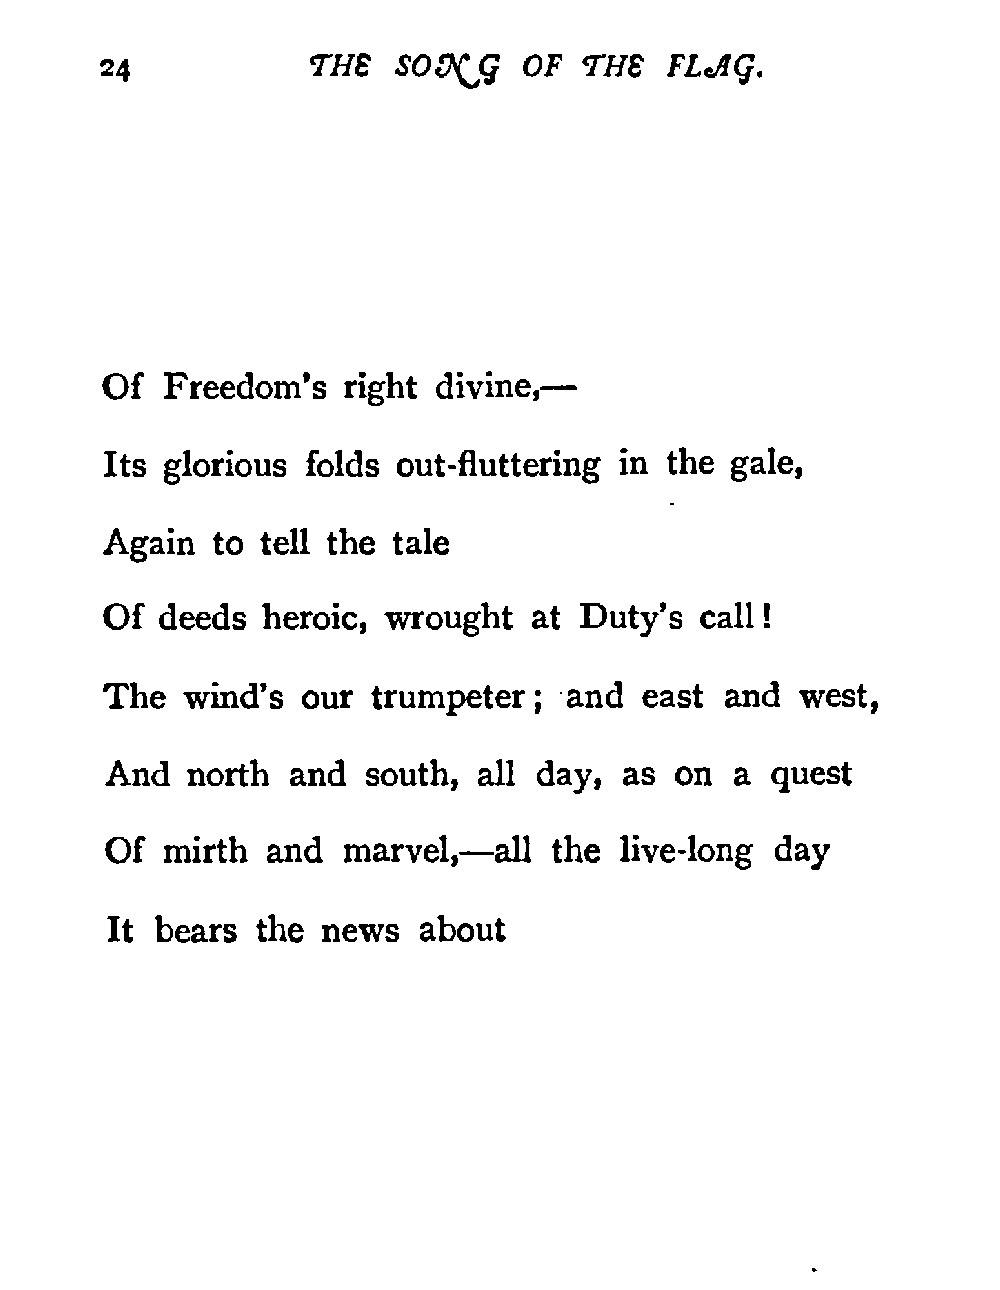 24 THE SONG OF THE FLAG.
Of Freedom's right divine,—
Its glorious folds out-fluttering in the gale,
Again to tell the tale
Of deeds heroic, wrought at Duty's call!
The wind's our trumpeter; and east and west,
And north and south, all day, as on a quest
Of mirth and marvel,—all the live-long day
It bears the news about